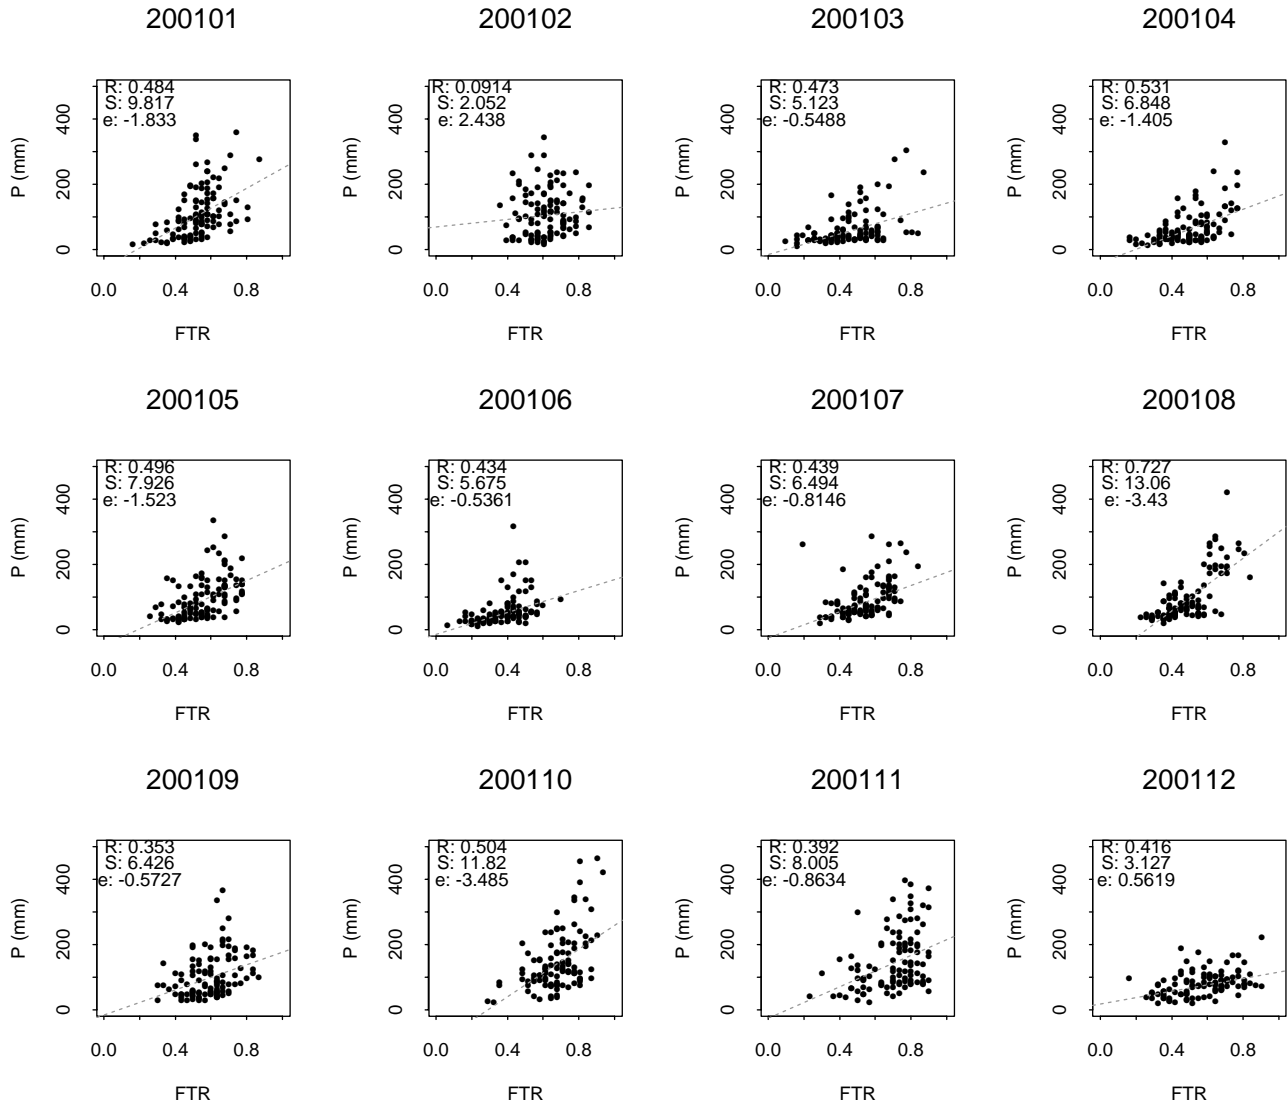 200101
R: 0.484
S: 9.817
e: -1.833
P (mm)
400
200
0
0.0 0.4 0.8
FTR
200102
R: 0.0914
S: 2.052
e: 2.438
P (mm)
400
200
0
0.0 0.4 0.8
FTR
200103
R: 0.473
S: 5.123
e: -0.5488
P (mm)
400
200
0
0.0 0.4 0.8
FTR
200104
R: 0.531
S: 6.848
e: -1.405
P (mm)
400
200
0
0.0 0.4 0.8
FTR
200105
R: 0.496
S: 7.926
e: -1.523
P (mm)
400
200
0
0.0 0.4 0.8
FTR
200106
R: 0.434
S: 5.675
e: -0.5361
P (mm)
400
200
0
0.0 0.4 0.8
FTR
200107
R: 0.439
S: 6.494
e: -0.8146
P (mm)
400
200
0
0.0 0.4 0.8
FTR
200108
R: 0.727
S: 13.06
e: -3.43
P (mm)
400
200
0
0.0 0.4 0.8
FTR
200109
R: 0.353
S: 6.426
e: -0.5727
P (mm)
400
200
0
0.0 0.4 0.8
FTR
200110
R: 0.504
S: 11.82
e: -3.485
P (mm)
400
200
0
0.0 0.4 0.8
FTR
200111
R: 0.392
S: 8.005
e: -0.8634
P (mm)
400
200
0
0.0 0.4 0.8
FTR
200112
R: 0.416
S: 3.127
e: 0.5619
P (mm)
400
200
0
0.0 0.4 0.8
FTR